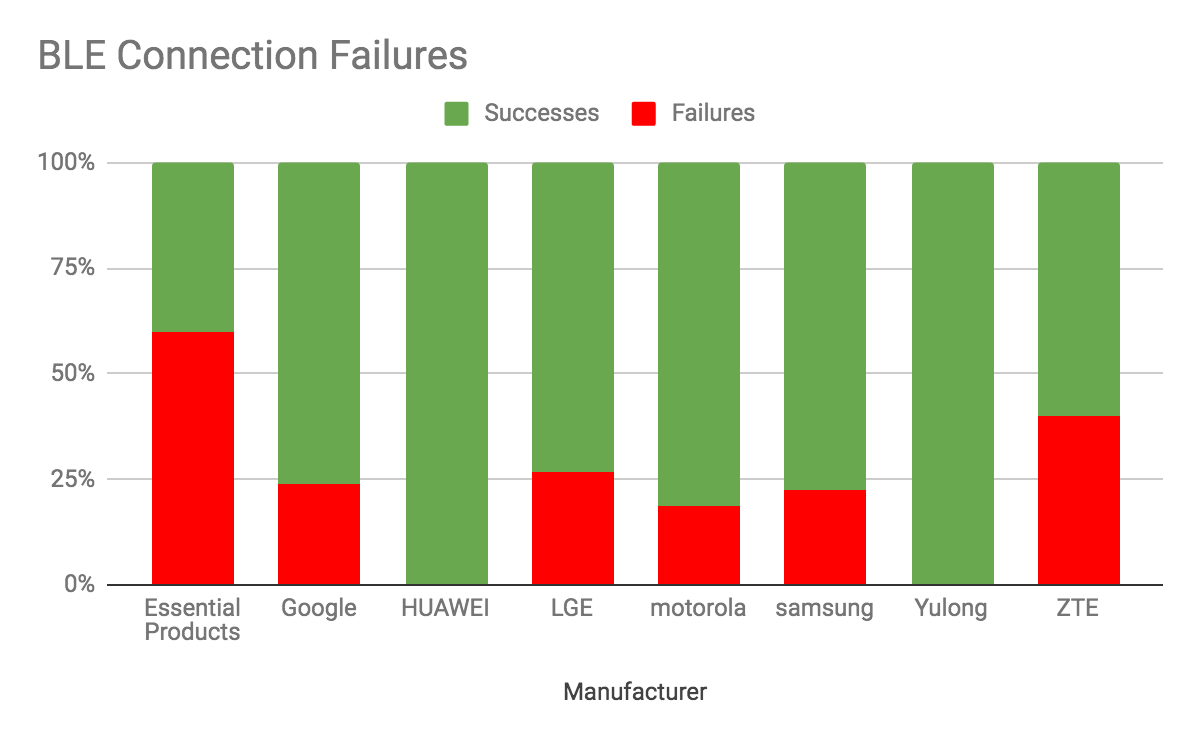 BLE Connection Failures
Successes Failures
100%
75%
50%
25%
0%
Essential Google HUAWEI LGE motorola samsung Yulong ZTE
Products
Manufacturer